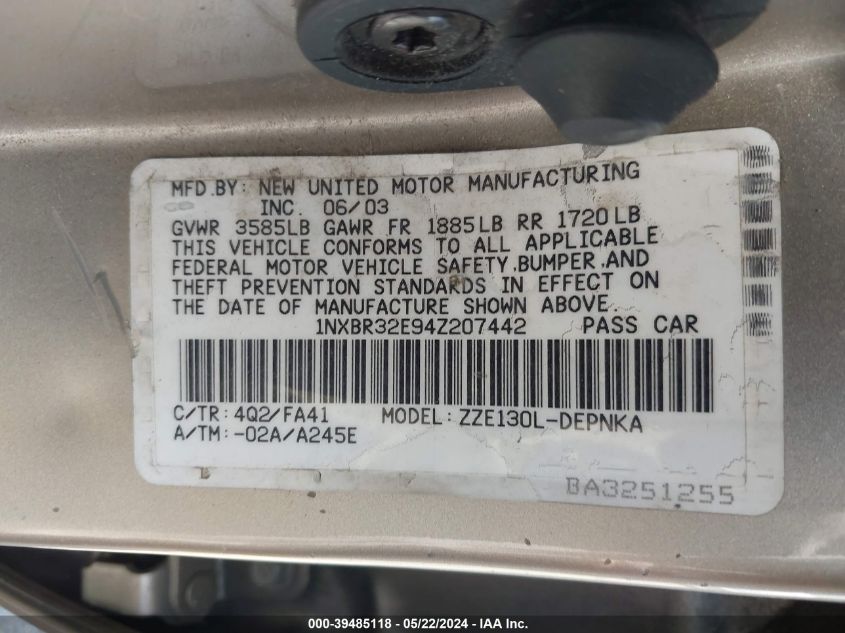 MFD.BY: NEW UNITED MOTOR MANUFACTURING
INC. 06/03
GVWR 3585LB GAWR FR 1885LB RR 1720LB
THIS VEHICLE CONFORMS TO ALL APPLICABLE
FEDERAL MOTOR VEHICLE SAFETY,BUMPER,AND
THEFT PREVENTION STANDARDS IN EFFECT ON
THE DATE OF MANUFACTURE SHOWN ABOVE.
1NXBR32E94Z207442 PASS CAR
C/TR: 4Q2/FA41 MODEL: ZZE130L-DEPNKA
A/TM: -02A/A245E
BA3251255
000-39485118 - 05/22/2024 - IAA Inc.